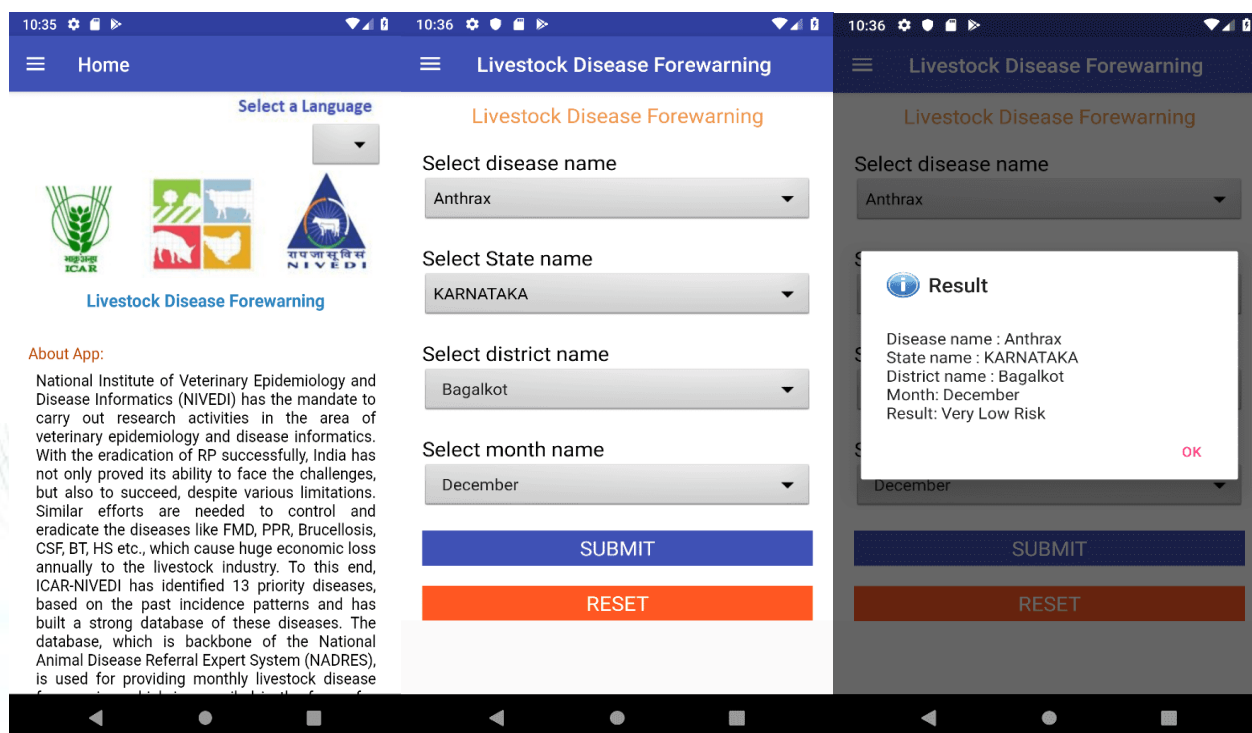 10:35
Home
Select a Language
भाकृअनुप
ICAR
रा प जा सू वि सं
NIVEDI
Livestock Disease Forewarning
About App:
National Institute of Veterinary Epidemiology and
Disease Informatics (NIVEDI) has the mandate to
carry out research activities in the area of
veterinary epidemiology and disease informatics.
With the eradication of RP successfully, India has
not only proved its ability to face the challenges,
but also to succeed, despite various limitations.
Similar efforts are needed to control and
eradicate the diseases like FMD, PPR, Brucellosis,
CSF, BT, HS etc., which cause huge economic loss
annually to the livestock industry. To this end,
ICAR-NIVEDI has identified 13 priority diseases,
based on the past incidence patterns and has
built a strong database of these diseases. The
database, which is backbone of the National
Animal Disease Referral Expert System (NADRES),
is used for providing monthly livestock disease
10:36
Livestock Disease Forewarning
Livestock Disease Forewarning
Select disease name
Anthrax
Select State name
KARNATAKA
Select district name
Bagalkot
Select month name
December
SUBMIT
RESET
10:36
Livestock Disease Forewarning
Livestock Disease Forewarning
Select disease name
Anthrax
Result
Disease name : Anthrax
State name : KARNATAKA
District name : Bagalkot
Month: December
Result: Very Low Risk
OK
December
SUBMIT
RESET